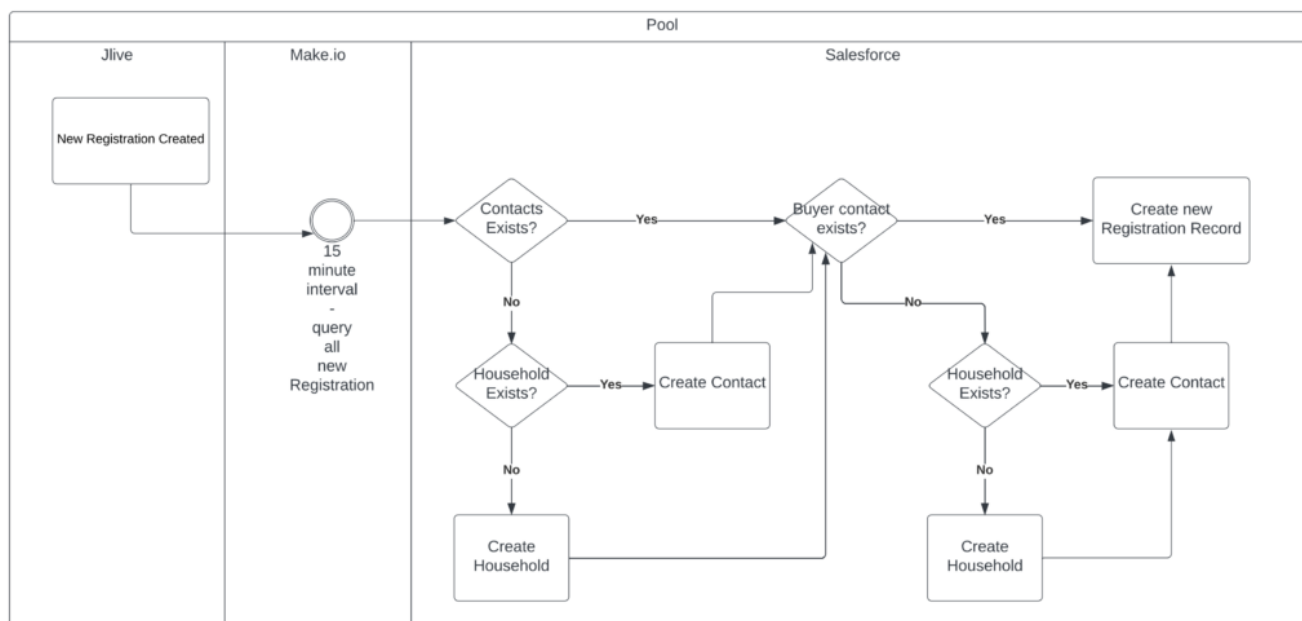 Pool
Jlive
Make.io
Salesforce
New Registration Created
15
minute
interval
-
query
all
new
Registration
Contacts
Exists?
Yes
Buyer contact
exists?
Yes
Create new
Registration Record
No
No
Household
Exists?
Yes
Create Contact
Household
Exists?
Yes
Create Contact
No
No
Create
Household
Create
Household